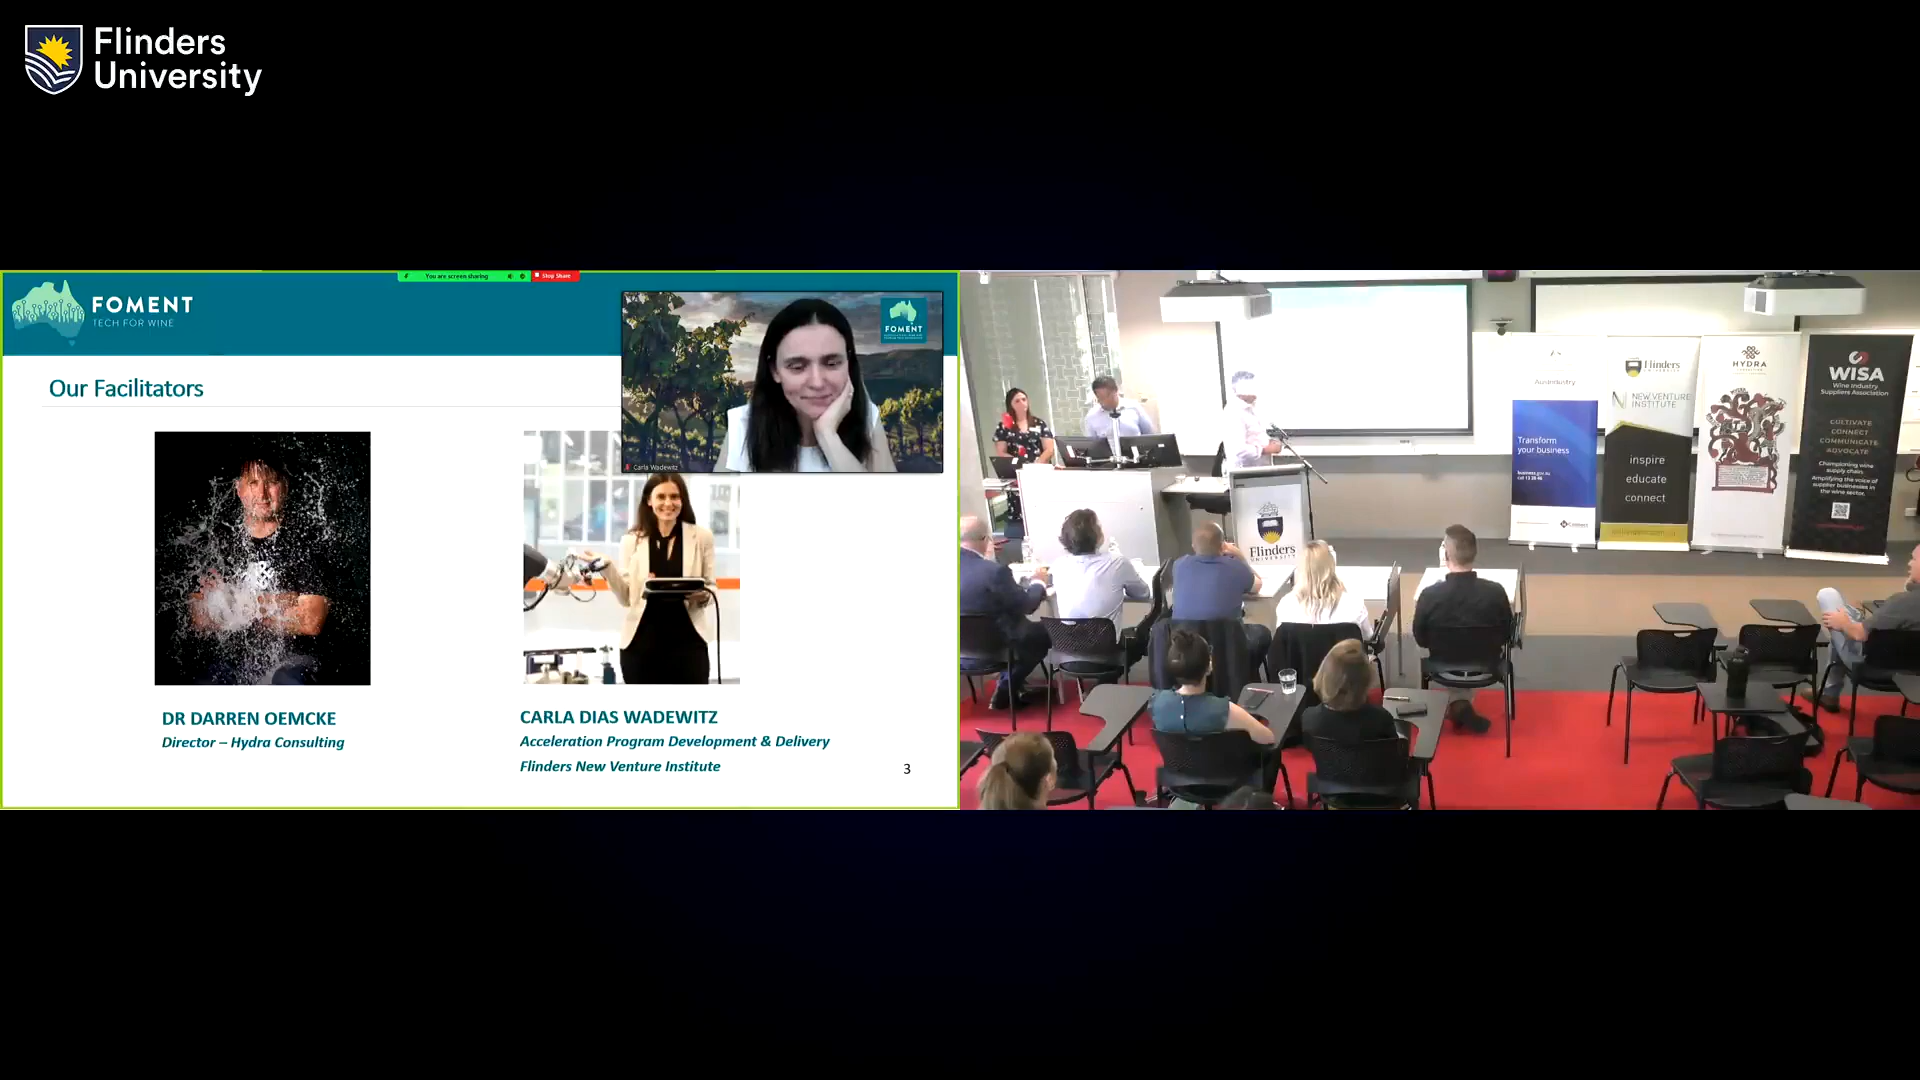 Flinders
University
You are screen sharing
Stop Share
FOMENT
TECH FOR WINE
Our Facilitators
FOMENT
Carla Wadewitz
DR DARREN OEMCKE
Director – Hydra Consulting
CARLA DIAS WADEWITZ
Acceleration Program Development & Delivery
Flinders New Venture Institute
3
AusIndustry
Transform
your business
business.gov.au
call 13 28 46
Flinders
NEW VENTURE
INSTITUTE
inspire
educate
connect
HYDRA
WISA
Wine Industry
Suppliers Association
CULTIVATE
CONNECT
COMMUNICATE
ADVOCATE
Championing wine
supply chain.
Amplifying the voice of
supplier businesses in
the wine sector.
Flinders
UNIVERSITY